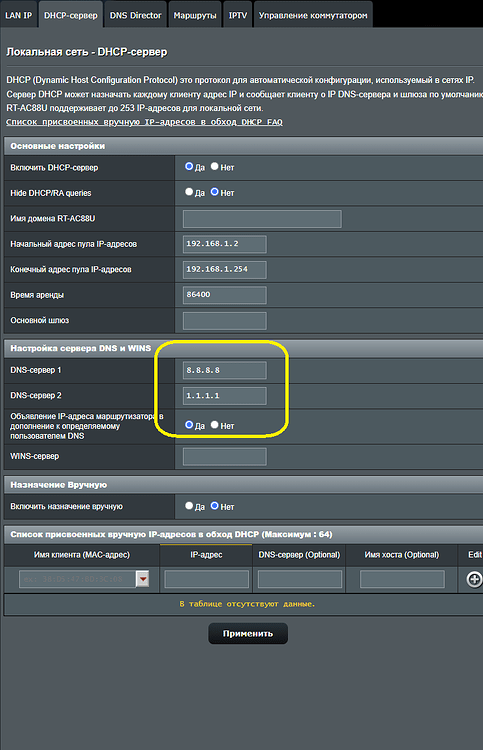 LAN IP DHCP-сервер DNS Director Маршруты IPTV Управление коммутатором
Локальная сеть - DHCP-сервер
DHCP (Dynamic Host Configuration Protocol) это протокол для автоматической конфигурации, используемый в сетях IP.
Сервер DHCP может назначать каждому клиенту адрес IP и сообщает клиенту о IP DNS-сервера и шлюза по умолчанию
RT-AC88U поддерживает до 253 IP-адресов для локальной сети.
Список присвоенных вручную IP-адресов в обход DHCP FAQ
Основные настройки
Включить DHCP-сервер Да Нет
Hide DHCP/RA queries Да Нет
Имя домена RT-AC88U
Начальный адрес пула IP-адресов 192.168.1.2
Конечный адрес пула IP-адресов 192.168.1.254
Время аренды 86400
Основной шлюз
Настройка сервера DNS и WINS
DNS-сервер 1 8.8.8.8
DNS-сервер 2 1.1.1.1
Объявление IP-адреса маршрутизатора в
дополнение к определяемому Да Нет
пользователем DNS
WINS-сервер
Назначение Вручную
Включить назначение вручную Да Нет
Список присвоенных вручную IP-адресов в обход DHCP (Максимум : 64)
Имя клиента (MAC-адрес) IP-адрес DNS-сервер (Optional) Имя хоста (Optional) Edit
В таблице отсутствуют данные.
Применить